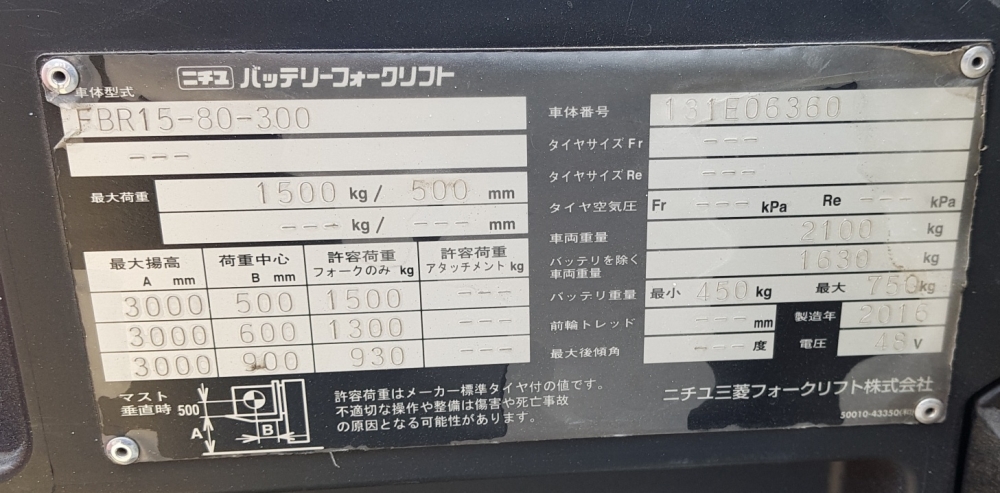 ニチユ バッテリーフォークリフト
車体型式
FBR15-80-300
---
最大荷重 1500 kg / 500 mm
--- kg / --- mm
最大揚高 A mm 荷重中心 B mm 許容荷重 フォークのみ kg 許容荷重 アタッチメント kg
3000 500 1500 ---
3000 600 1300 ---
3000 900 930 ---
マスト垂直時 500 A B
許容荷重はメーカー標準タイヤ付の値です。
不適切な操作や整備は傷害や死亡事故
の原因となる可能性があります。
車体番号 131E06360
タイヤサイズ Fr ---
タイヤサイズ Re ---
タイヤ空気圧 Fr --- kPa Re --- kPa
車両重量 2100 kg
バッテリを除く
車両重量 1630 kg
バッテリ重量 最小 450 kg 最大 750 kg
前輪トレッド --- mm 製造年 2016
最大後傾角 --- 度 電圧 48 V
ニチユ三菱フォークリフト株式会社
50010-43350